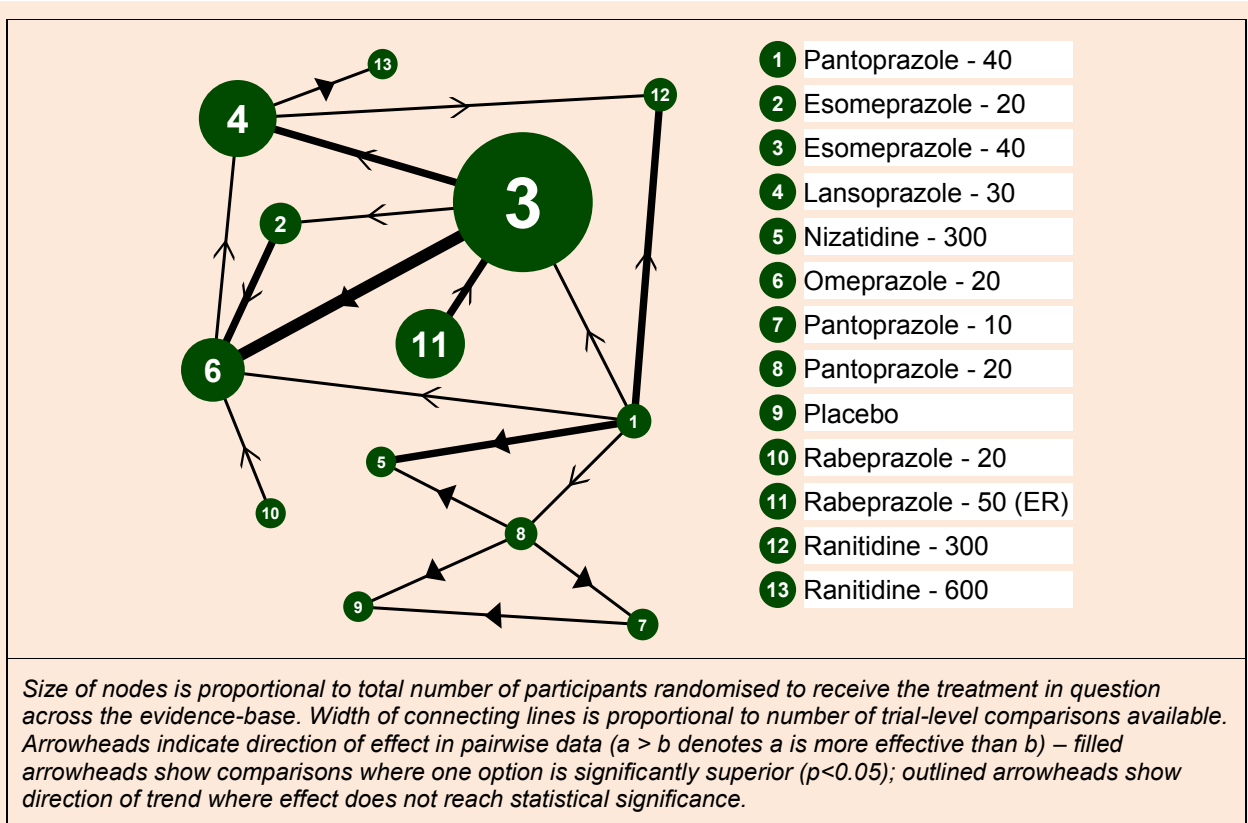 13
4
12
3
2
11
6
1
5
10
8
9
7
1 Pantoprazole - 40
2 Esomeprazole - 20
3 Esomeprazole - 40
4 Lansoprazole - 30
5 Nizatidine - 300
6 Omeprazole - 20
7 Pantoprazole - 10
8 Pantoprazole - 20
9 Placebo
10 Rabeprazole - 20
11 Rabeprazole - 50 (ER)
12 Ranitidine - 300
13 Ranitidine - 600
Size of nodes is proportional to total number of participants randomised to receive the treatment in question
across the evidence-base. Width of connecting lines is proportional to number of trial-level comparisons available.
Arrowheads indicate direction of effect in pairwise data (a > b denotes a is more effective than b) – filled
arrowheads show comparisons where one option is significantly superior (p<0.05); outlined arrowheads show
direction of trend where effect does not reach statistical significance.